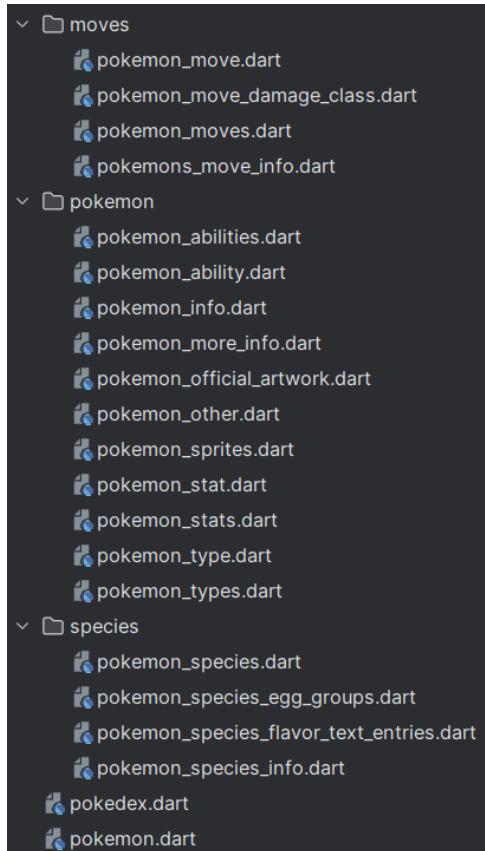 moves
pokemon_move.dart
pokemon_move_damage_class.dart
pokemon_moves.dart
pokemons_move_info.dart
pokemon
pokemon_abilities.dart
pokemon_ability.dart
pokemon_info.dart
pokemon_more_info.dart
pokemon_official_artwork.dart
pokemon_other.dart
pokemon_sprites.dart
pokemon_stat.dart
pokemon_stats.dart
pokemon_type.dart
pokemon_types.dart
species
pokemon_species.dart
pokemon_species_egg_groups.dart
pokemon_species_flavor_text_entries.dart
pokemon_species_info.dart
pokedex.dart
pokemon.dart